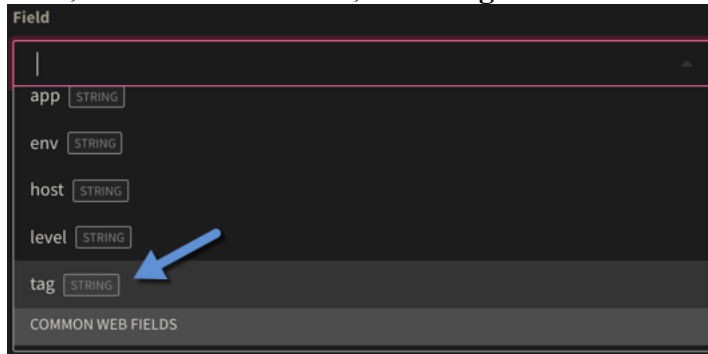 Field
app STRING
env STRING
host STRING
level STRING
tag STRING
COMMON WEB FIELDS